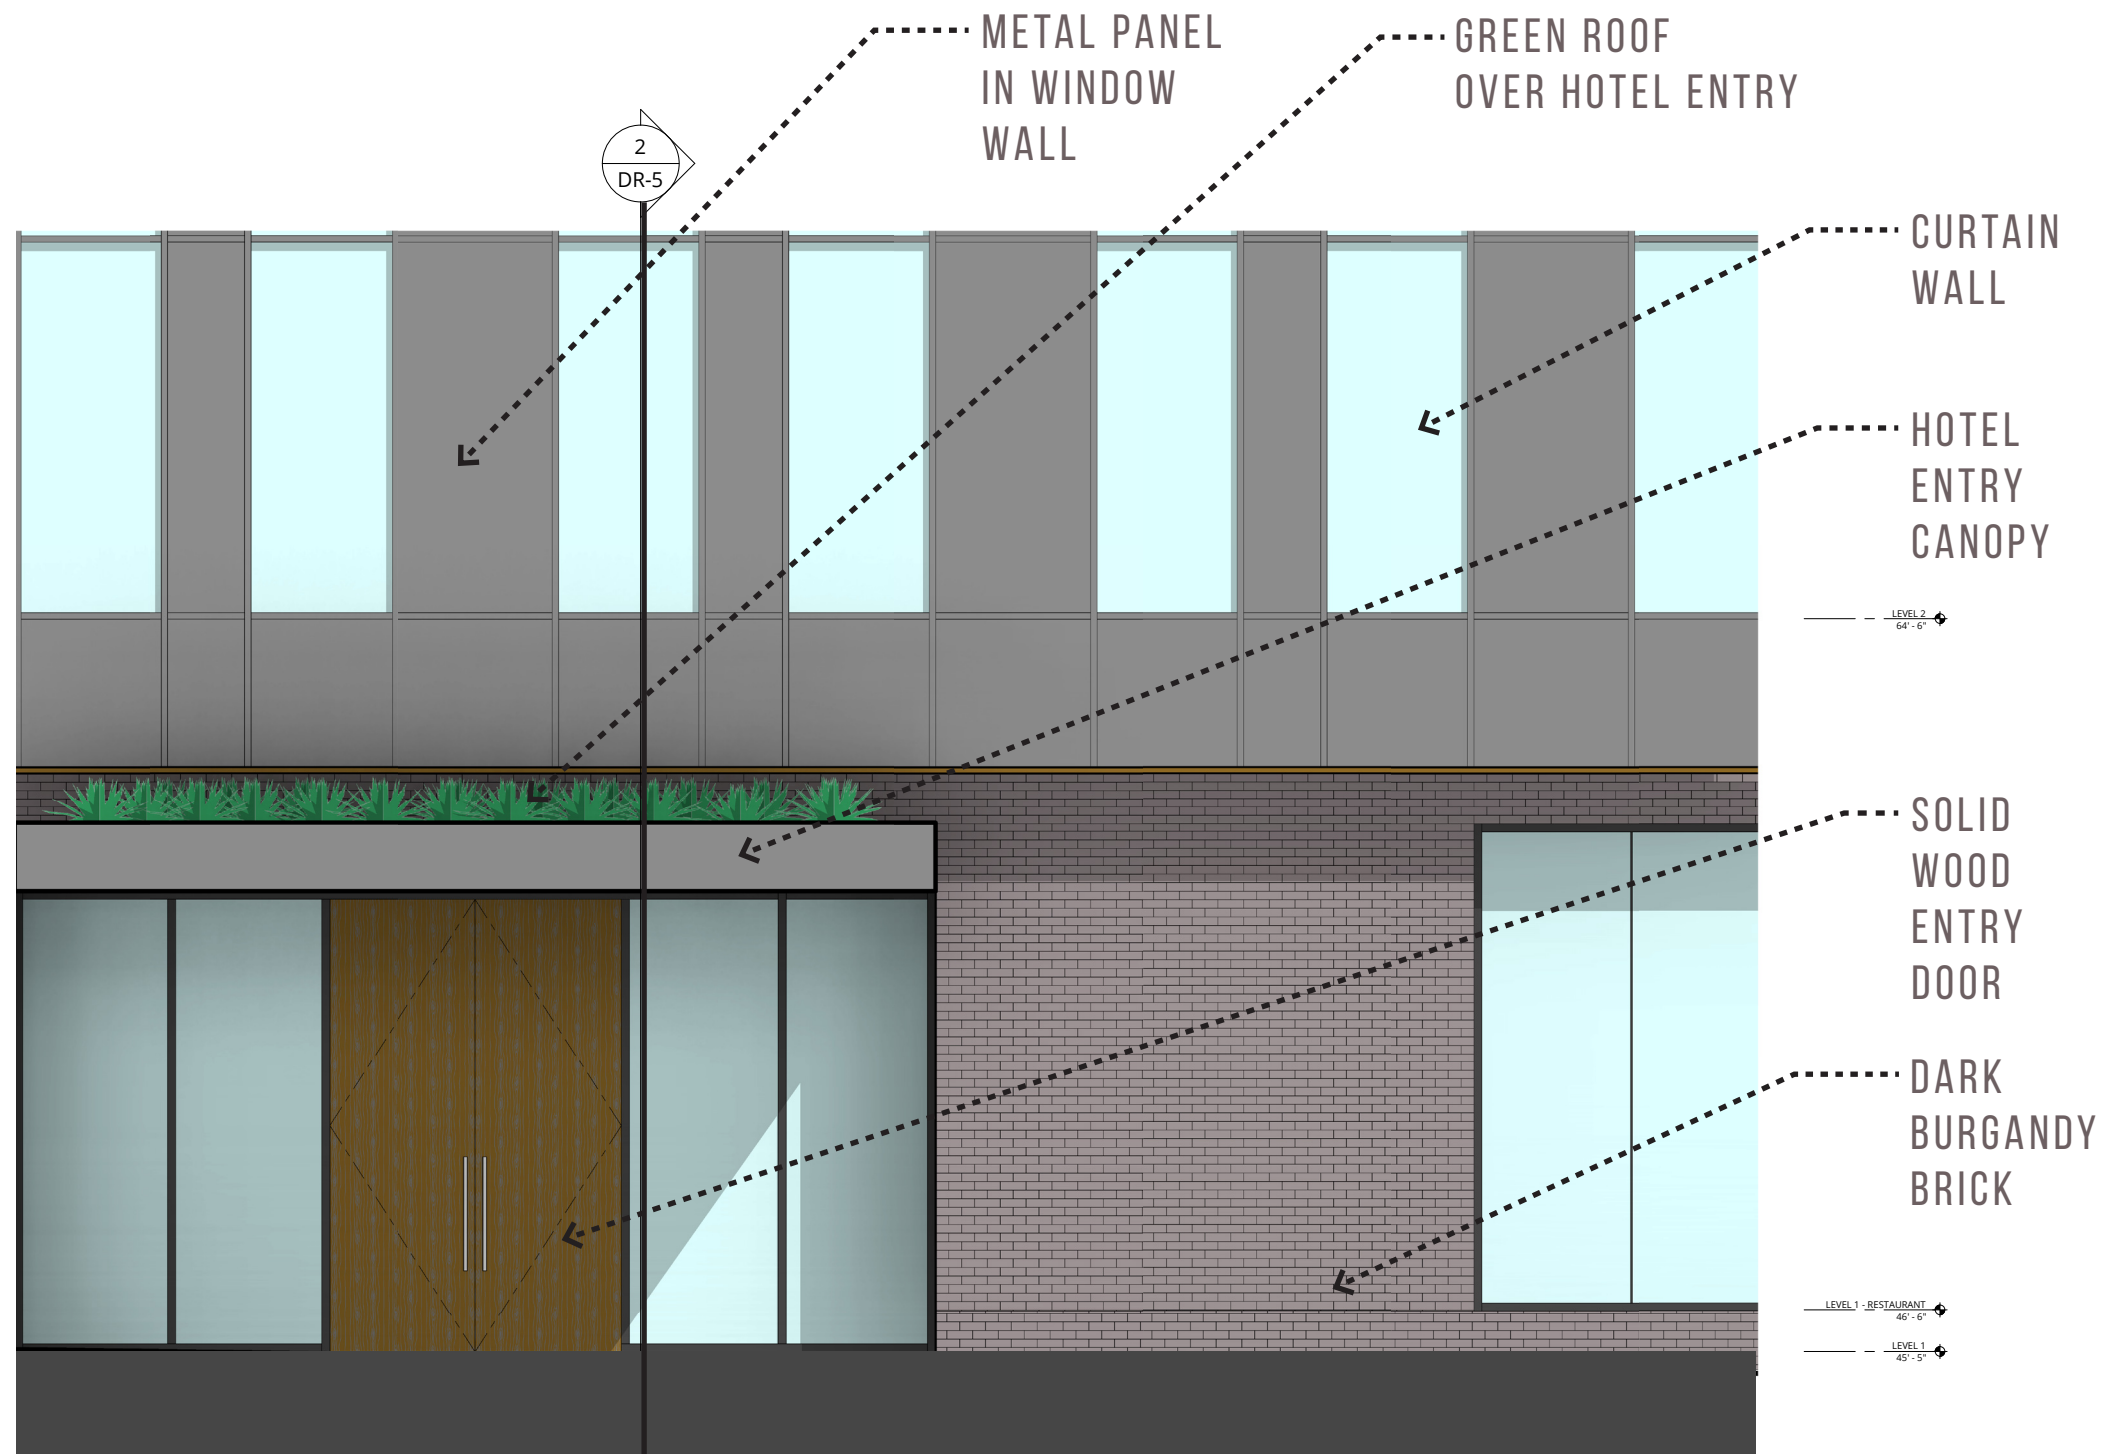 METAL PANEL
IN WINDOW
WALL
GREEN ROOF
OVER HOTEL ENTRY
2
DR-5
CURTAIN
WALL
HOTEL
ENTRY
CANOPY
LEVEL 2
64' - 6"
SOLID
WOOD
ENTRY
DOOR
DARK
BURGANDY
BRICK
LEVEL 1 - RESTAURANT
46' - 6"
LEVEL 1
45' - 5"